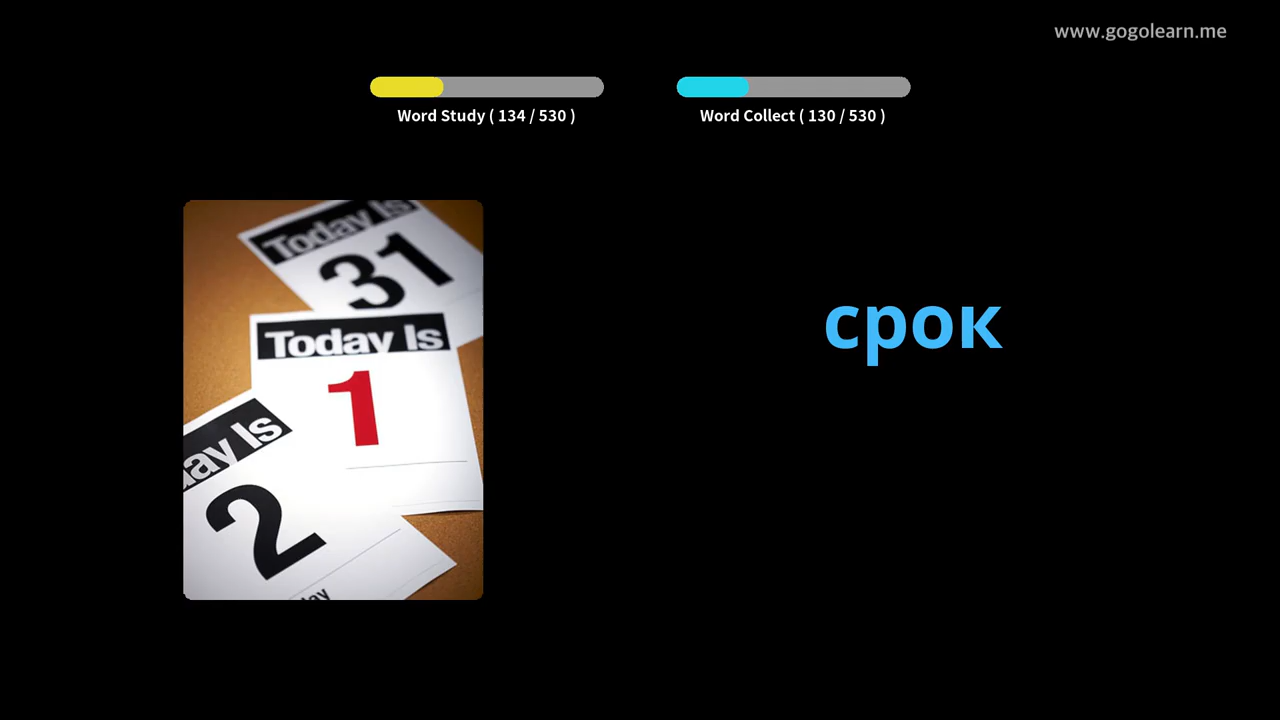 www.gogolearn.me
Word Study ( 134 / 530 )
Word Collect ( 130 / 530 )
Today Is
31
Today Is
1
ay Is
2
ay
срок